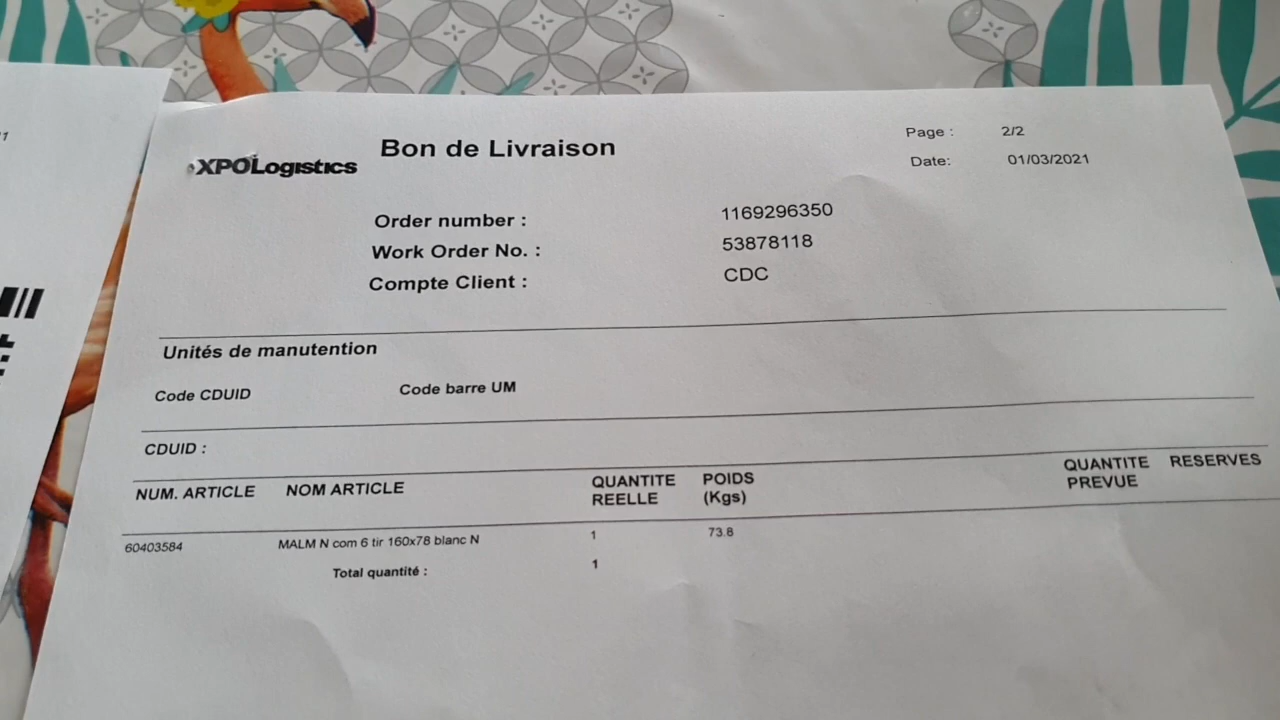 XPOLogistics
Bon de Livraison
Page : 2/2
Date: 01/03/2021
Order number : 1169296350
Work Order No. : 53878118
Compte Client : CDC
Unités de manutention
Code CDUID Code barre UM
CDUID :
NUM. ARTICLE NOM ARTICLE QUANTITE REELLE POIDS (Kgs) QUANTITE PREVUE RESERVES
60403584 MALM N com 6 tir 160x78 blanc N 1 73.8
Total quantité : 1